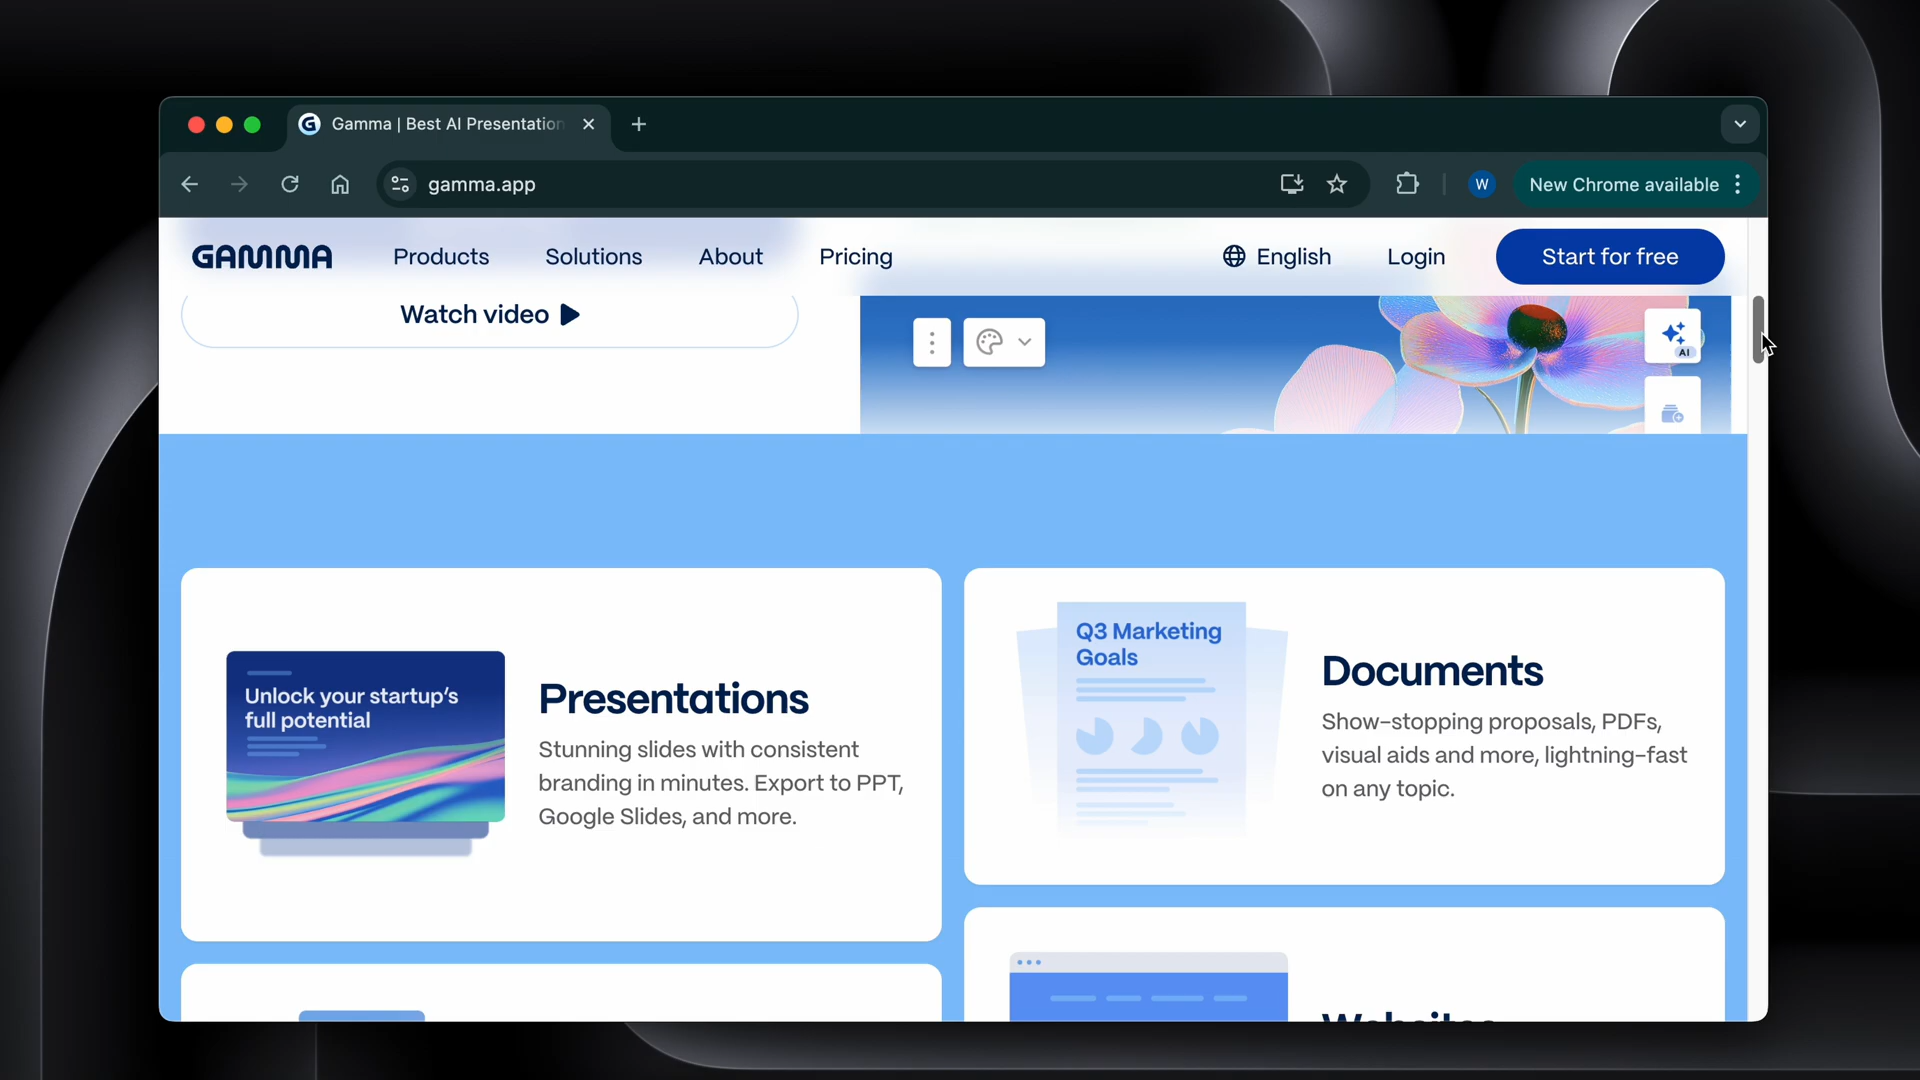 Gamma | Best AI Presentation
gamma.app
W
New Chrome available
GAMMA
Products
Solutions
About
Pricing
English
Login
Start for free
Watch video
AI
Unlock your startup's
full potential
Presentations
Stunning slides with consistent
branding in minutes. Export to PPT,
Google Slides, and more.
Q3 Marketing
Goals
Documents
Show-stopping proposals, PDFs,
visual aids and more, lightning-fast
on any topic.
Websites